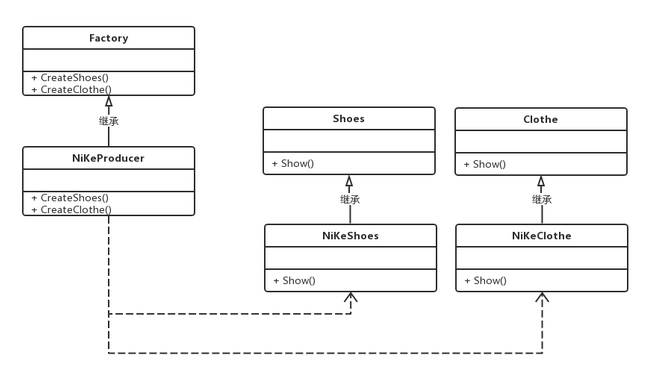 Factory
+ CreateShoes()
+ CreateClothe()
继承
NiKeProducer
+ CreateShoes()
+ CreateClothe()
Shoes
+ Show()
继承
NiKeShoes
+ Show()
Clothe
+ Show()
继承
NiKeClothe
+ Show()